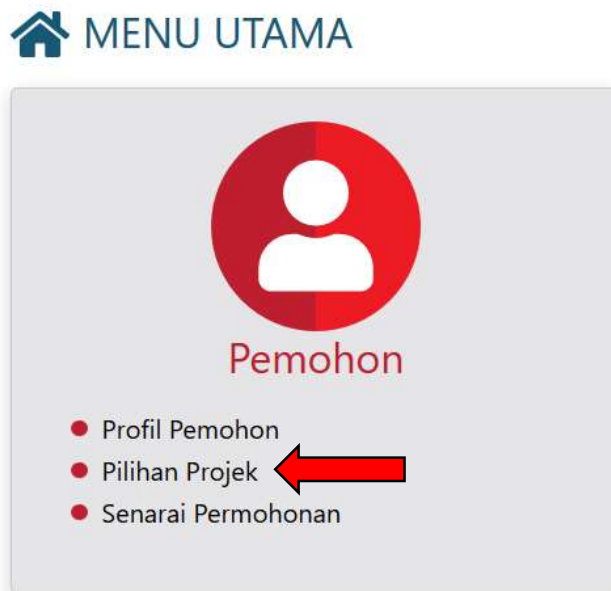 MENU UTAMA
Pemohon
Profil Pemohon
Pilihan Projek
Senarai Permohonan